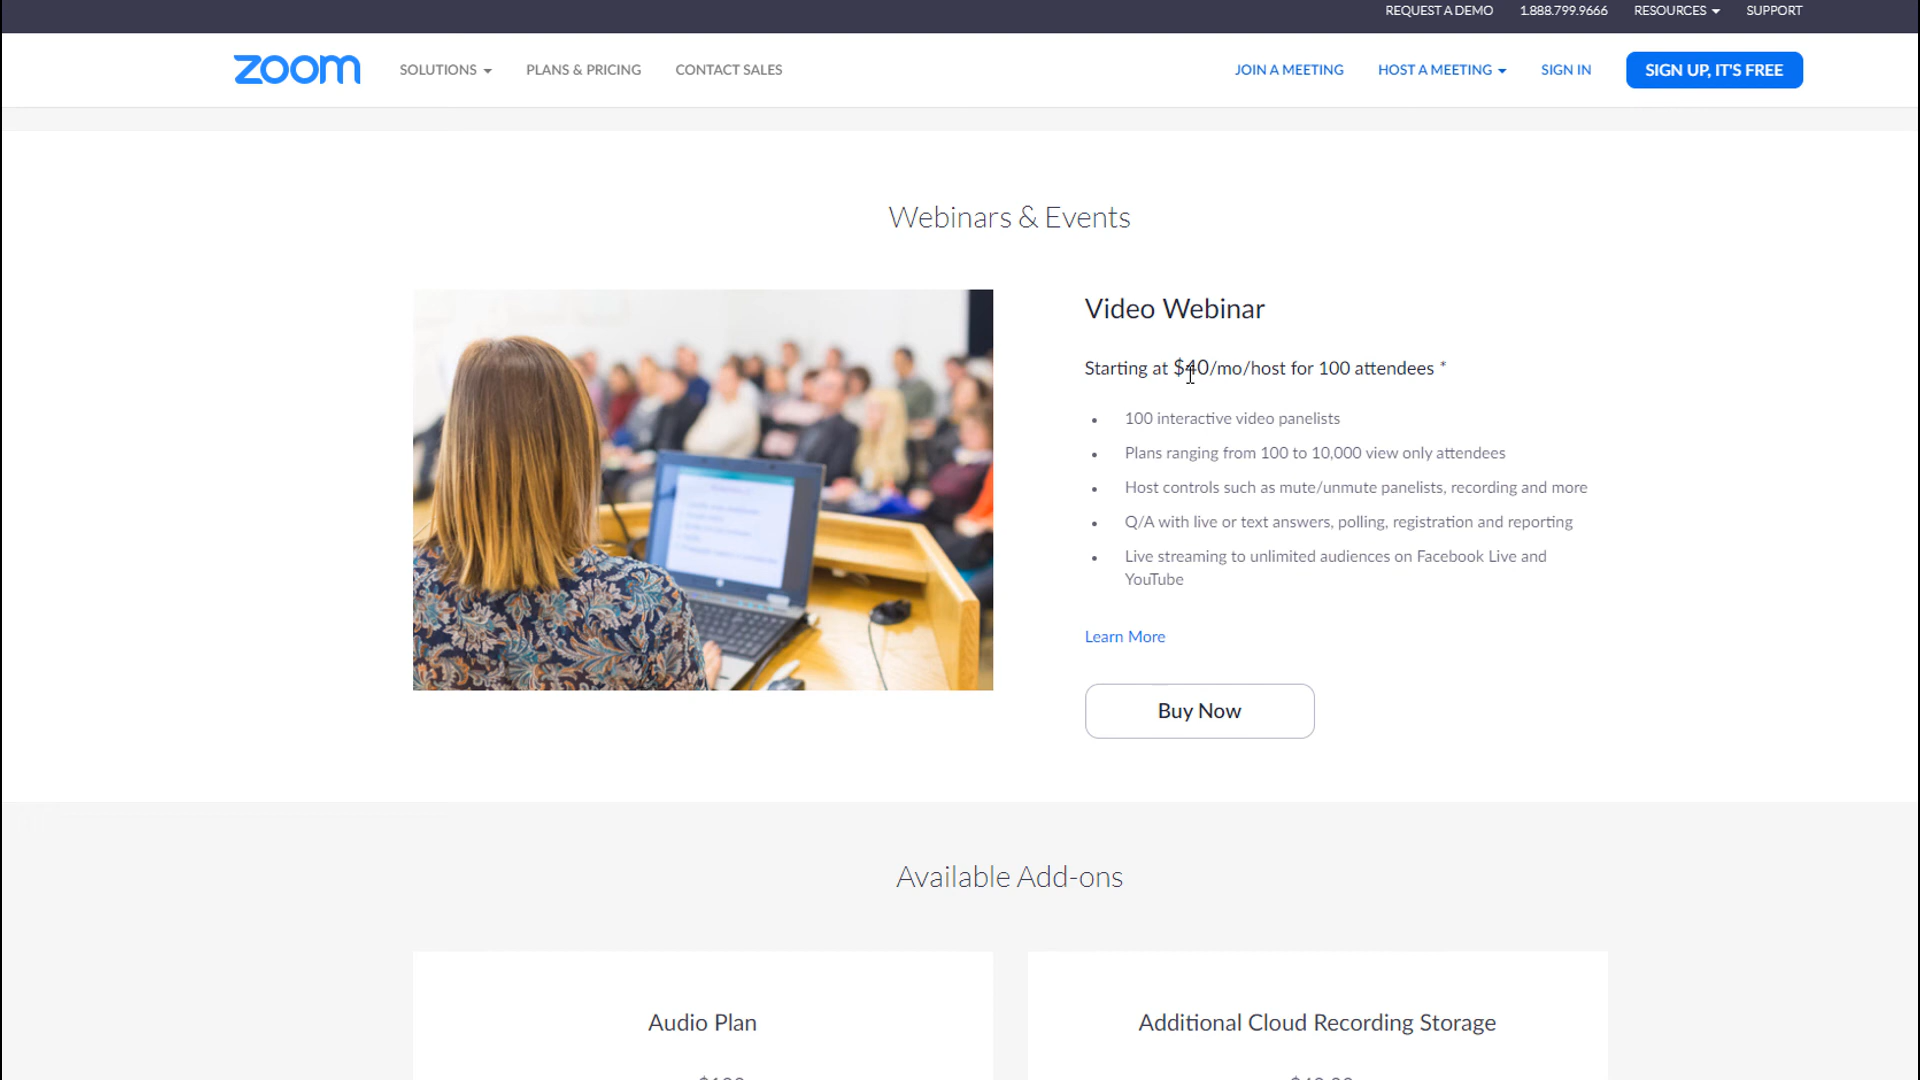 REQUEST A DEMO 1.888.799.9666 RESOURCES SUPPORT
zoom SOLUTIONS PLANS & PRICING CONTACT SALES JOIN A MEETING HOST A MEETING SIGN IN SIGN UP, IT'S FREE
Webinars & Events
Video Webinar
Starting at $40/mo/host for 100 attendees *
• 100 interactive video panelists
• Plans ranging from 100 to 10,000 view only attendees
• Host controls such as mute/unmute panelists, recording and more
• Q/A with live or text answers, polling, registration and reporting
• Live streaming to unlimited audiences on Facebook Live and
YouTube
Learn More
Buy Now
Available Add-ons
Audio Plan
Additional Cloud Recording Storage